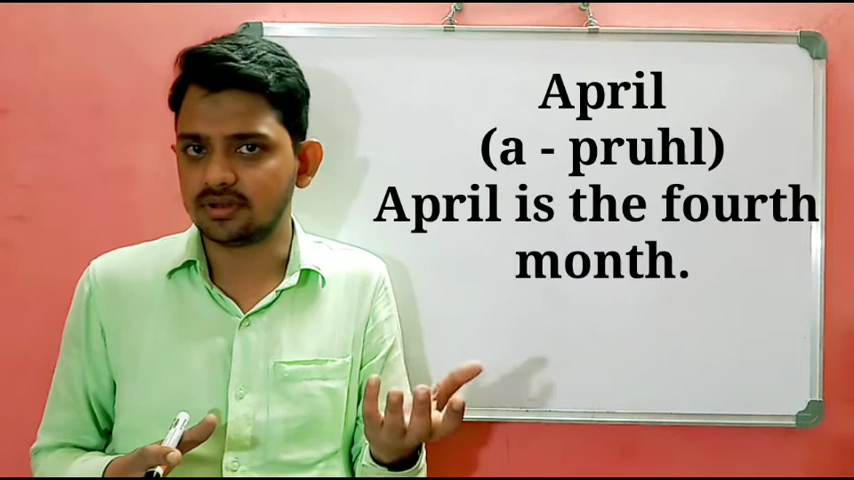 April
(a - pruhl)
April is the fourth
month.